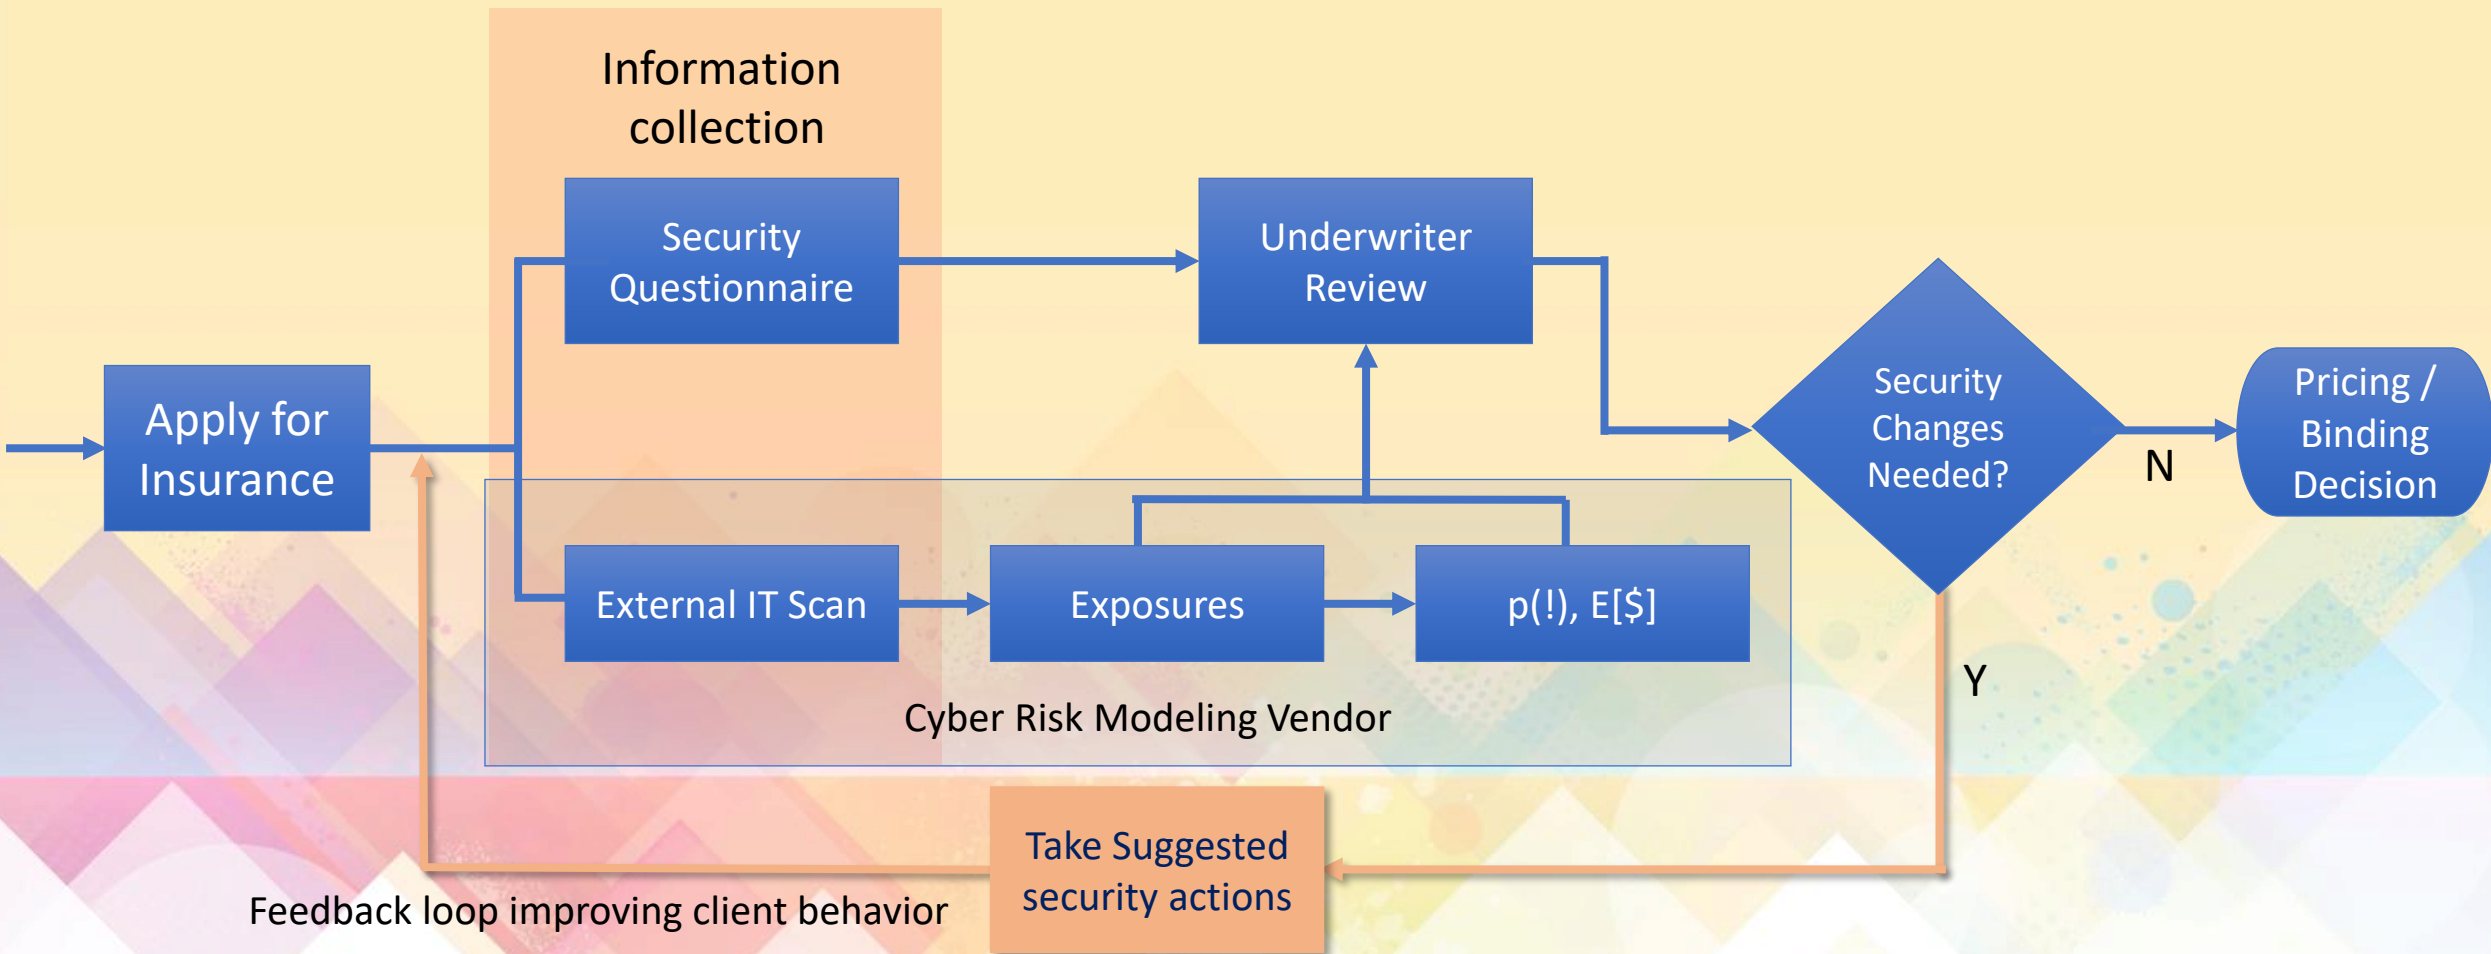 Information
collection
Security
Questionnaire
Underwriter
Review
Apply for
Insurance
Security
Changes
Needed?
N
Pricing /
Binding
Decision
External IT Scan
Exposures
p(!), E[$]
Y
Cyber Risk Modeling Vendor
Take Suggested
security actions
Feedback loop improving client behavior